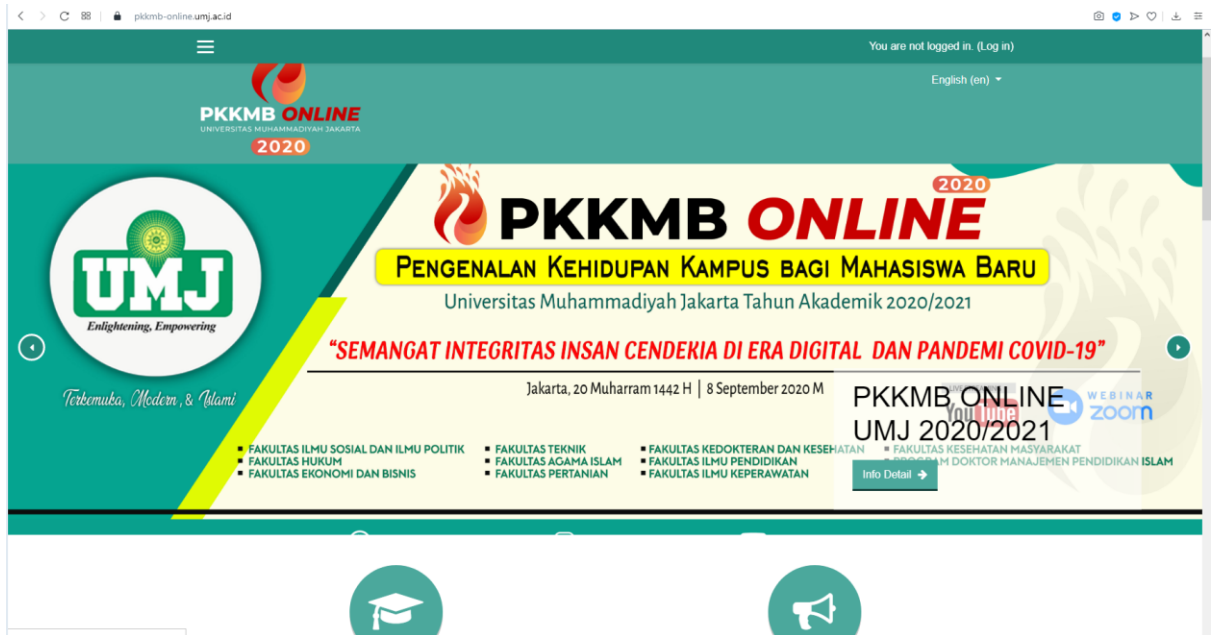 pkkmb-online.umj.ac.id
You are not logged in. (Log in)
English (en)
PKKMB ONLINE
UNIVERSITAS MUHAMMADIYAH JAKARTA
2020
2020
PKKMB ONLINE
PENGENALAN KEHIDUPAN KAMPUS BAGI MAHASISWA BARU
Universitas Muhammadiyah Jakarta Tahun Akademik 2020/2021
UMJ
Enlightening, Empowering
Terkemuka, Modern, & Islami
"SEMANGAT INTEGRITAS INSAN CENDEKIA DI ERA DIGITAL DAN PANDEMI COVID-19"
Jakarta, 20 Muharram 1442 H | 8 September 2020 M
FAKULTAS ILMU SOSIAL DAN ILMU POLITIK
FAKULTAS HUKUM
FAKULTAS EKONOMI DAN BISNIS
FAKULTAS TEKNIK
FAKULTAS AGAMA ISLAM
FAKULTAS PERTANIAN
FAKULTAS KEDOKTERAN DAN KESEHATAN
FAKULTAS ILMU PENDIDIKAN
FAKULTAS ILMU KEPERAWATAN
FAKULTAS KESEHATAN MASYARAKAT
PROGRAM DOKTOR MANAJEMEN PENDIDIKAN ISLAM
YouTube
WEBINAR
zoom
PKKMB ONLINE
UMJ 2020/2021
Info Detail